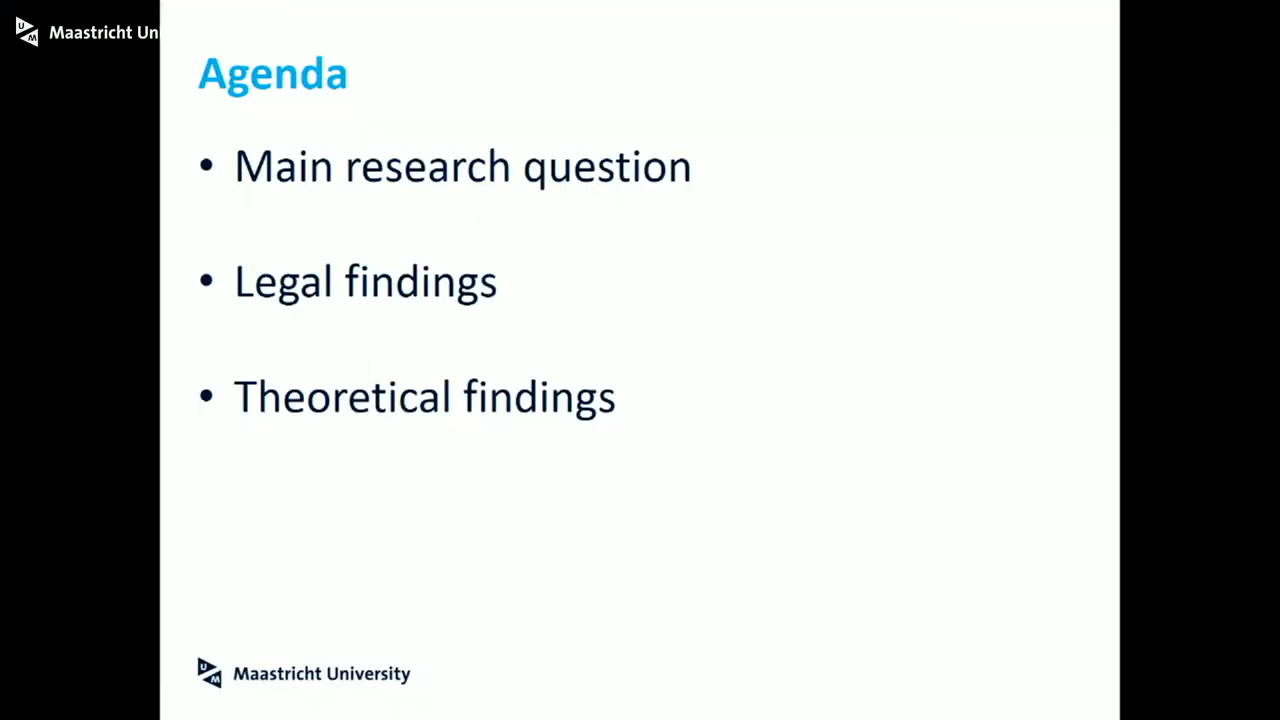 Maastricht Un
Agenda
• Main research question
• Legal findings
• Theoretical findings
Maastricht University